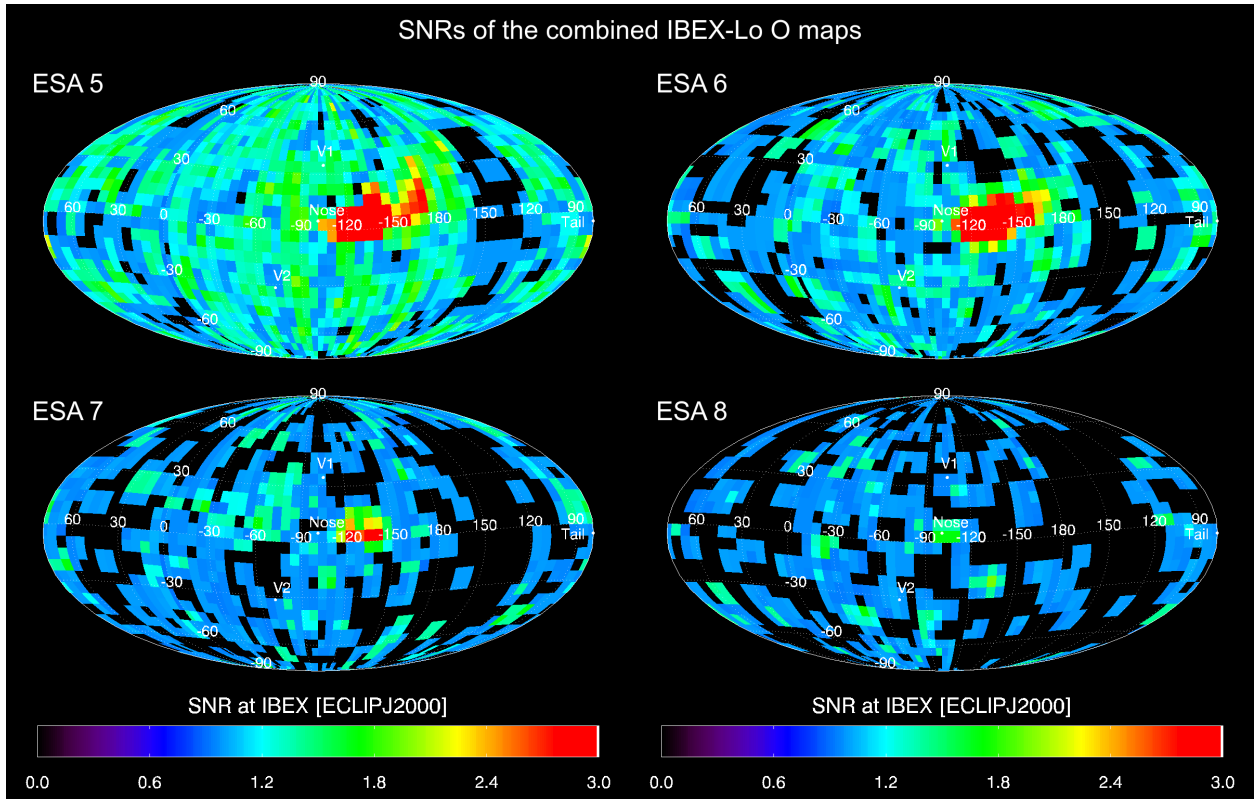 SNRs of the combined IBEX-Lo O maps
ESA 5
90
60
V1
30
60 30 0 -30 -60 -90 Nose -120 -150 180 150 120 90
Tail
-30
V2
-60
-90
ESA 6
90
60
V1
30
60 30 0 -30 -60 -90 Nose -120 -150 180 150 120 90
Tail
-30
V2
-60
-90
ESA 7
90
60
V1
30
60 30 0 -30 -60 -90 Nose -120 -150 180 150 120 90
Tail
-30
V2
-60
-90
ESA 8
90
60
V1
30
60 30 0 -30 -60 -90 Nose -120 -150 180 150 120 90
Tail
-30
V2
-60
-90
SNR at IBEX [ECLIPJ2000]
0.0 0.6 1.2 1.8 2.4 3.0
SNR at IBEX [ECLIPJ2000]
0.0 0.6 1.2 1.8 2.4 3.0